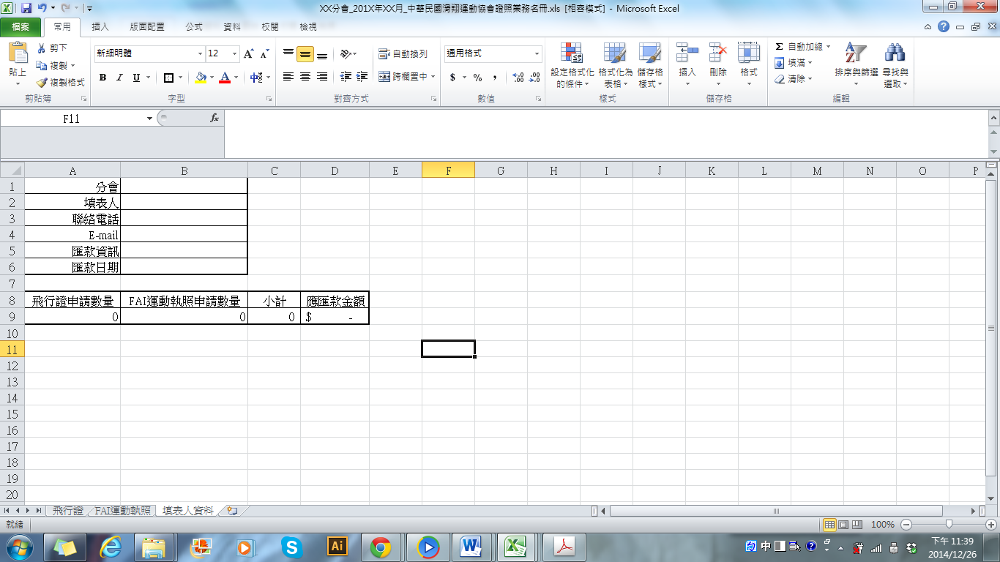 XX分會_201X年XX月_中華民國滑翔運動協會證照業務名冊.xls [相容模式] - Microsoft Excel
檔案 常用 插入 版面配置 公式 資料 校閱 檢視
貼上 剪下 複製 複製格式
新細明體 12
B I U A 中
自動換列
跨欄置中
通用格式
$ % ,
設定格式化的條件 格式化為表格 儲存格樣式
插入 刪除 格式
Σ 自動加總
填滿
清除
排序與篩選 尋找與選取
剪貼簿 字型 對齊方式 數值 樣式 儲存格 編輯
F11 fx
A B C D E F G H I J K L M N O P
1 分會
2 填表人
3 聯絡電話
4 E-mail
5 匯款資訊
6 匯款日期
7
8 飛行證申請數量 FAI運動執照申請數量 小計 應匯款金額
9 0 0 0 $ -
10
11
12
13
14
15
16
17
18
19
20
飛行證 FAI運動執照 填表人資料
就緒 100%
Ai 中 下午 11:39
2014/12/26